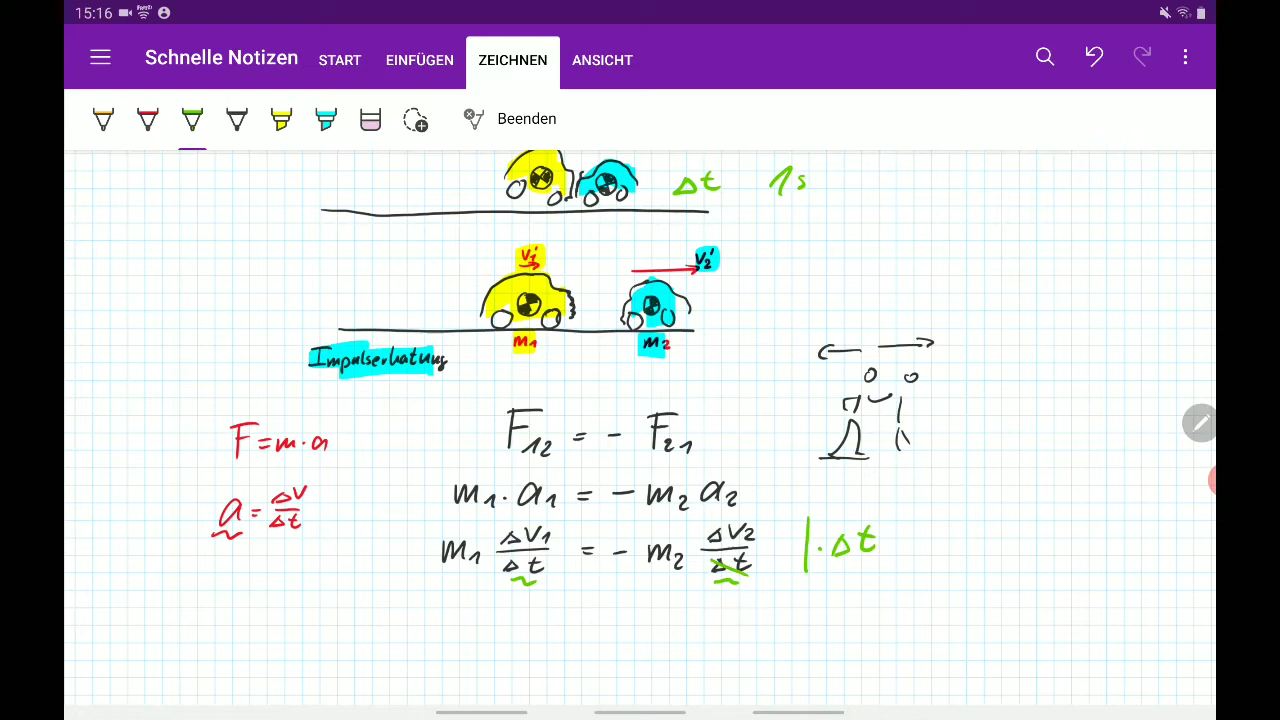 15:16
Schnelle Notizen START EINFÜGEN ZEICHNEN ANSICHT
Beenden
Δt 1s
v₁' v₂'
m₁ m₂
Impulserhatung
F = m · a
F₁₂ = - F₂₁
a = Δv/Δt
m₁ · a₁ = - m₂ a₂
m₁ Δv₁/Δt = - m₂ Δv₂/Δt | · Δt